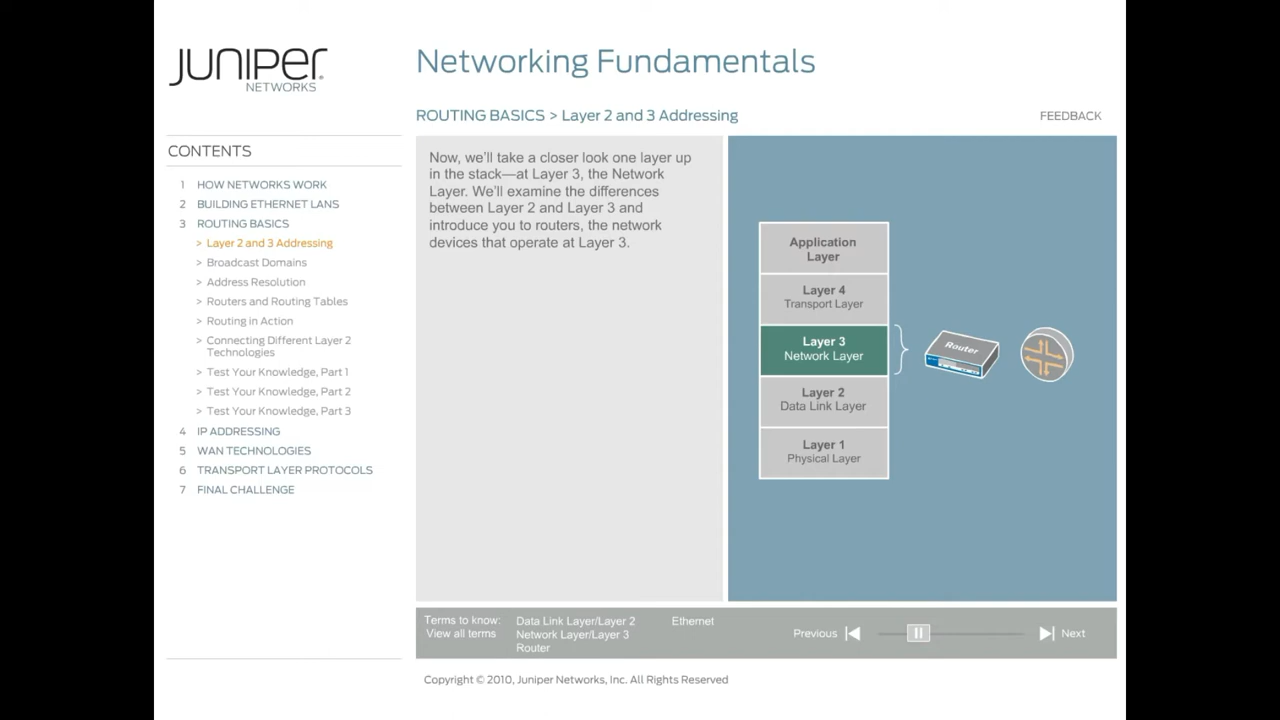 JUNIPER
NETWORKS
Networking Fundamentals
ROUTING BASICS > Layer 2 and 3 Addressing
FEEDBACK
CONTENTS
1 HOW NETWORKS WORK
2 BUILDING ETHERNET LANS
3 ROUTING BASICS
> Layer 2 and 3 Addressing
> Broadcast Domains
> Address Resolution
> Routers and Routing Tables
> Routing in Action
> Connecting Different Layer 2
Technologies
> Test Your Knowledge, Part 1
> Test Your Knowledge, Part 2
> Test Your Knowledge, Part 3
4 IP ADDRESSING
5 WAN TECHNOLOGIES
6 TRANSPORT LAYER PROTOCOLS
7 FINAL CHALLENGE
Now, we'll take a closer look one layer up
in the stack—at Layer 3, the Network
Layer. We'll examine the differences
between Layer 2 and Layer 3 and
introduce you to routers, the network
devices that operate at Layer 3.
Application
Layer
Layer 4
Transport Layer
Layer 3
Network Layer
Layer 2
Data Link Layer
Layer 1
Physical Layer
Router
Terms to know:
View all terms
Data Link Layer/Layer 2
Network Layer/Layer 3
Router
Ethernet
Previous
Next
Copyright © 2010, Juniper Networks, Inc. All Rights Reserved